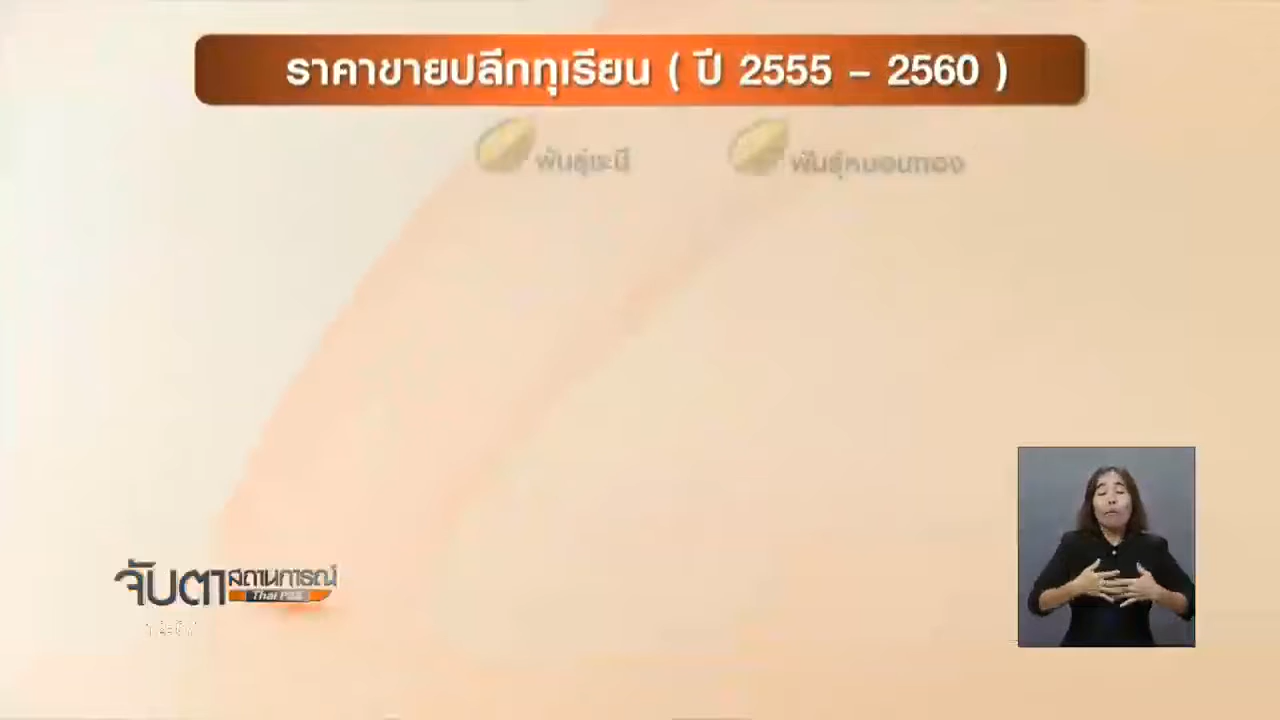 ราคาขายปลีกทุเรียน ( ปี 2555 - 2560 )
พันธุ์ชะนี
พันธุ์หมอนทอง
จับตาสถานการณ์
Thai PBS